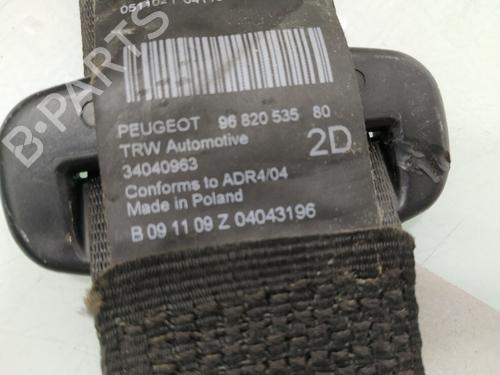 B-PARTS
PEUGEOT 96 820 535 80
TRW Automotive 2D
34040963
Conforms to ADR4/04
Made in Poland
B 09 11 09 Z 04043196